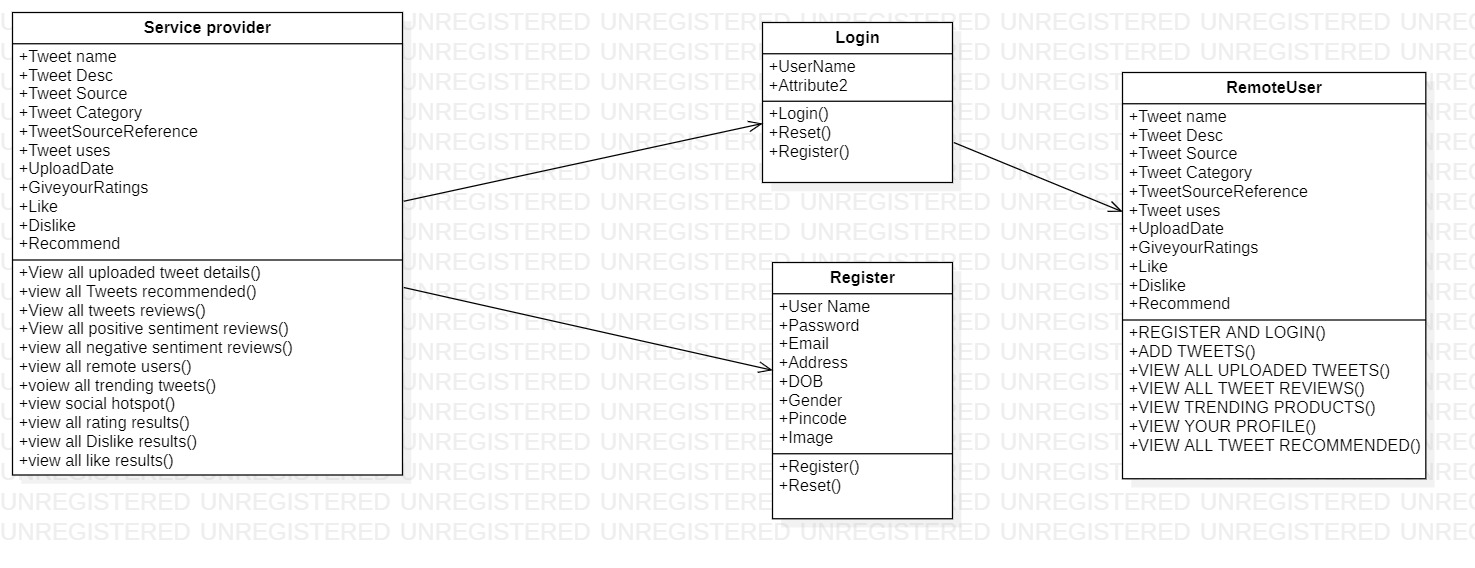 Service provider
+Tweet name
+Tweet Desc
+Tweet Source
+Tweet Category
+TweetSourceReference
+Tweet uses
+UploadDate
+GiveyourRatings
+Like
+Dislike
+Recommend
+View all uploaded tweet details()
+view all Tweets recommended()
+View all tweets reviews()
+View all positive sentiment reviews()
+view all negative sentiment reviews()
+view all remote users()
+voiew all trending tweets()
+view social hotspot()
+view all rating results()
+view all Dislike results()
+view all like results()
Login
+UserName
+Attribute2
+Login()
+Reset()
+Register()
Register
+User Name
+Password
+Email
+Address
+DOB
+Gender
+Pincode
+Image
+Register()
+Reset()
RemoteUser
+Tweet name
+Tweet Desc
+Tweet Source
+Tweet Category
+TweetSourceReference
+Tweet uses
+UploadDate
+GiveyourRatings
+Like
+Dislike
+Recommend
+REGISTER AND LOGIN()
+ADD TWEETS()
+VIEW ALL UPLOADED TWEETS()
+VIEW ALL TWEET REVIEWS()
+VIEW TRENDING PRODUCTS()
+VIEW YOUR PROFILE()
+VIEW ALL TWEET RECOMMENDED()
UNREGISTERED UNREGISTERED UNREGISTERED UNREGISTERED UNREGISTERED UNREGISTERED UNREGISTERED